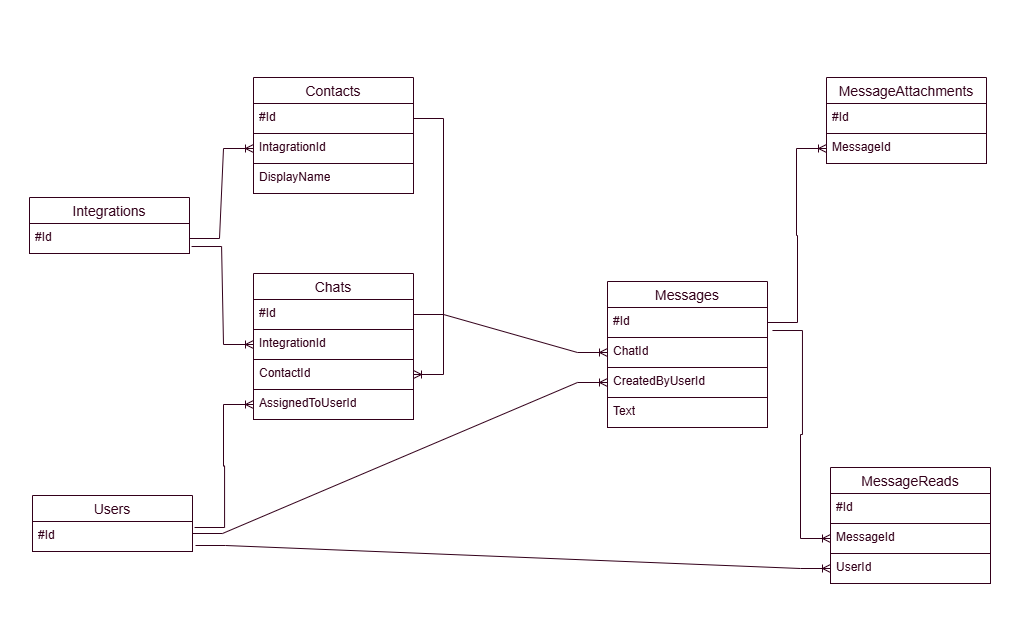 Contacts
#Id
IntagrationId
DisplayName
MessageAttachments
#Id
MessageId
Integrations
#Id
Chats
#Id
IntegrationId
ContactId
AssignedToUserId
Messages
#Id
ChatId
CreatedByUserId
Text
Users
#Id
MessageReads
#Id
MessageId
UserId